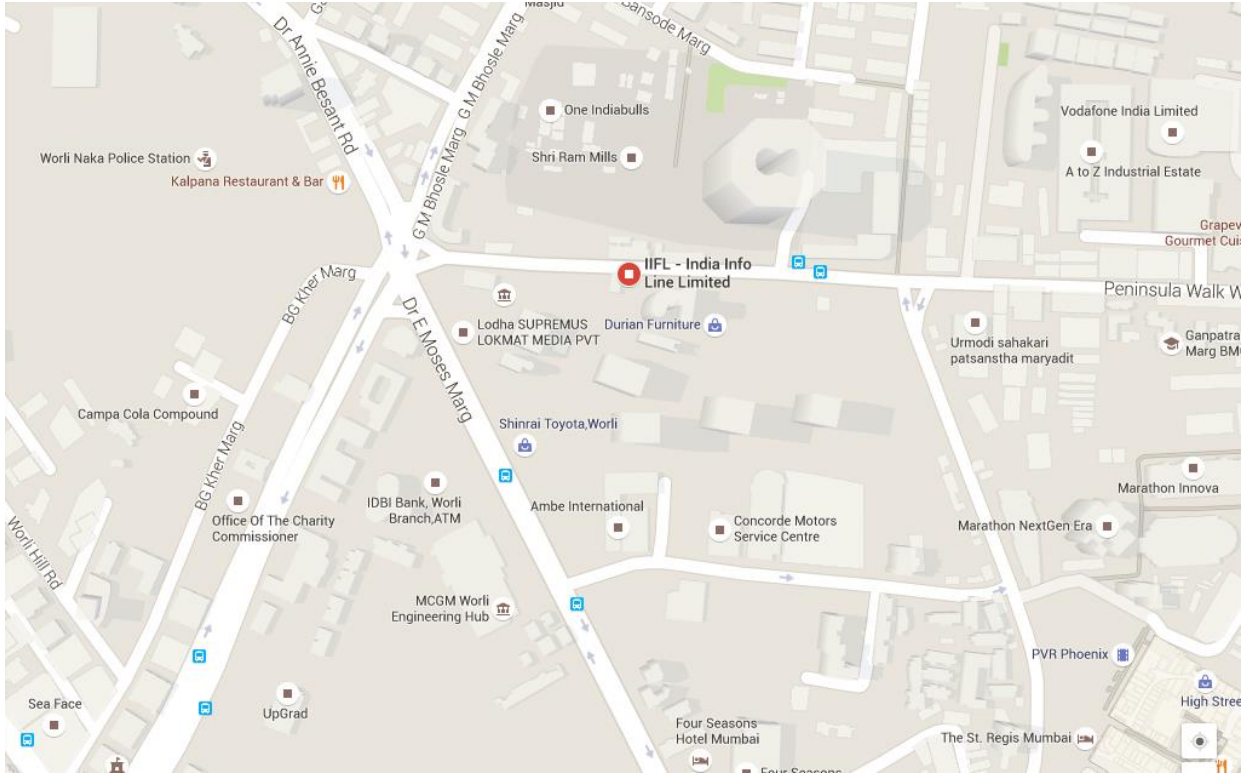 Masjid
Bansode Marg
Dr Annie Besant Rd
G M Bhosle Marg
G M Bhosle Marg
One Indiabulls
Vodafone India Limited
Worli Naka Police Station
Shri Ram Mills
A to Z Industrial Estate
Kalpana Restaurant & Bar
Grapev
Gourmet Cuis
IIFL - India Info
Line Limited
BG Kher Marg
Peninsula Walk W
Dr E Moses Marg
Lodha SUPREMUS
LOKMAT MEDIA PVT
Durian Furniture
Urmodi sahakari
patsanstha maryadit
Ganpatra
Marg BM
Campa Cola Compound
Shinrai Toyota,Worli
BG Kher Marg
IDBI Bank, Worli
Branch,ATM
Ambe International
Marathon Innova
Office Of The Charity
Commissioner
Concorde Motors
Service Centre
Marathon NextGen Era
Worli Hill Rd
MCGM Worli
Engineering Hub
PVR Phoenix
Sea Face
UpGrad
High Stree
Four Seasons
Hotel Mumbai
The St. Regis Mumbai
Four Seasons